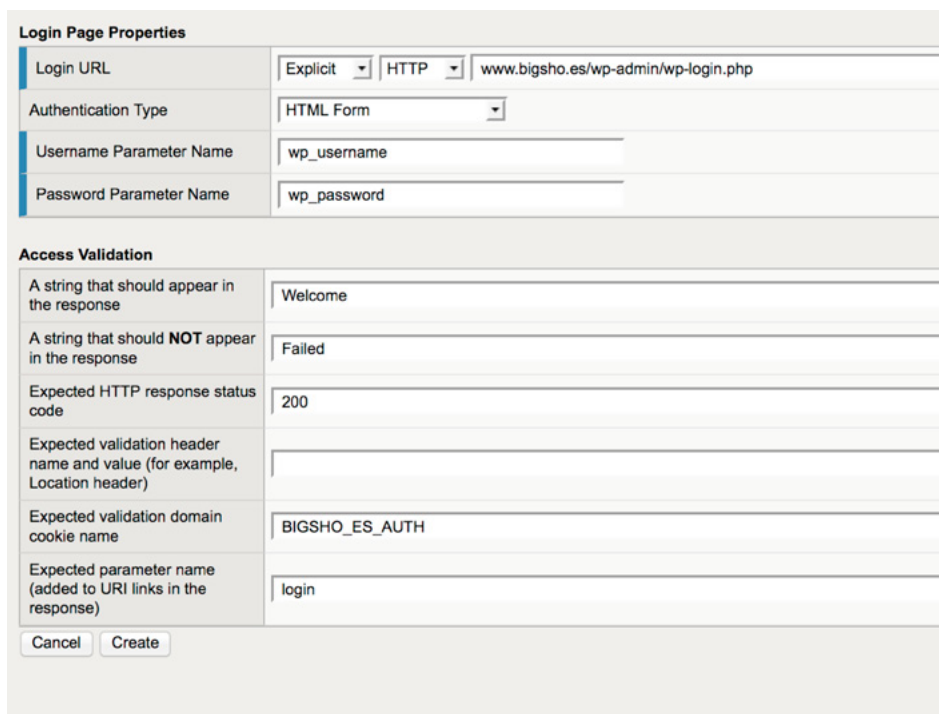 Login Page Properties
Login URL
Explicit HTTP www.bigsho.es/wp-admin/wp-login.php
Authentication Type
HTML Form
Username Parameter Name
wp_username
Password Parameter Name
wp_password
Access Validation
A string that should appear in
the response
Welcome
A string that should NOT appear
in the response
Failed
Expected HTTP response status
code
200
Expected validation header
name and value (for example,
Location header)
Expected validation domain
cookie name
BIGSHO_ES_AUTH
Expected parameter name
(added to URI links in the
response)
login
Cancel Create